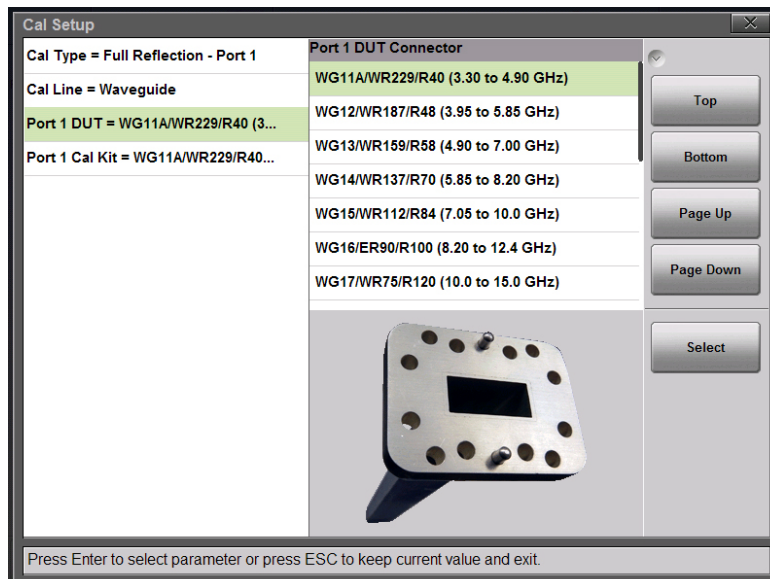 Cal Setup
Cal Type = Full Reflection - Port 1
Cal Line = Waveguide
Port 1 DUT = WG11A/WR229/R40 (3...
Port 1 Cal Kit = WG11A/WR229/R40...
Port 1 DUT Connector
WG11A/WR229/R40 (3.30 to 4.90 GHz)
WG12/WR187/R48 (3.95 to 5.85 GHz)
WG13/WR159/R58 (4.90 to 7.00 GHz)
WG14/WR137/R70 (5.85 to 8.20 GHz)
WG15/WR112/R84 (7.05 to 10.0 GHz)
WG16/ER90/R100 (8.20 to 12.4 GHz)
WG17/WR75/R120 (10.0 to 15.0 GHz)
Top
Bottom
Page Up
Page Down
Select
Press Enter to select parameter or press ESC to keep current value and exit.